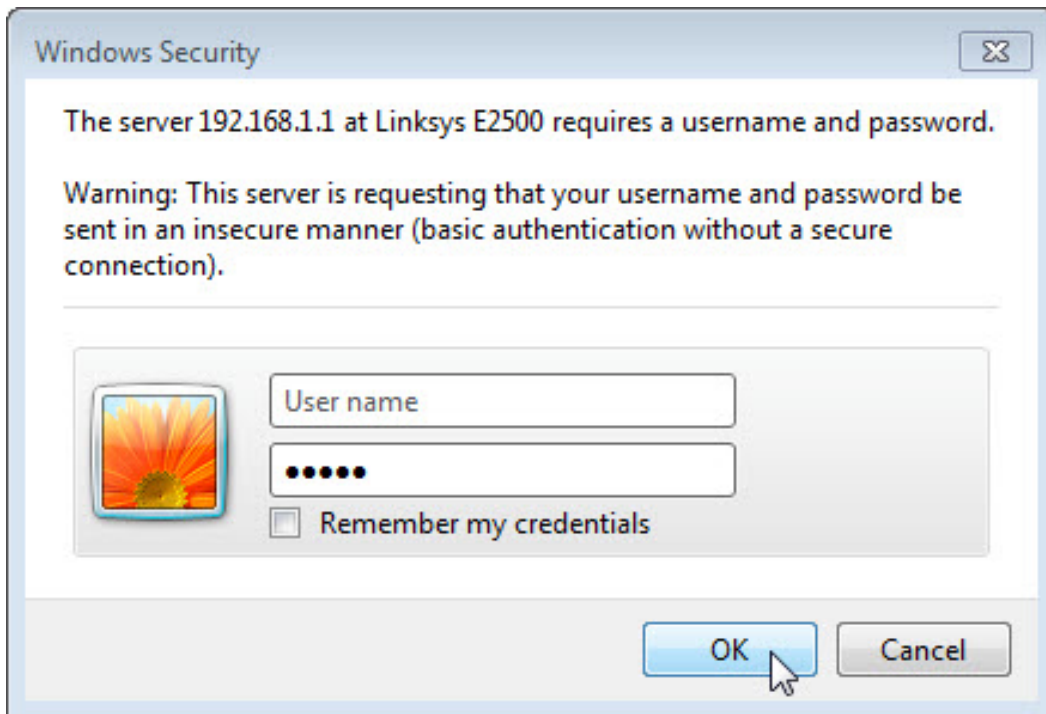 Windows Security
The server 192.168.1.1 at Linksys E2500 requires a username and password.
Warning: This server is requesting that your username and password be
sent in an insecure manner (basic authentication without a secure
connection).
User name
●●●●●
Remember my credentials
OK
Cancel